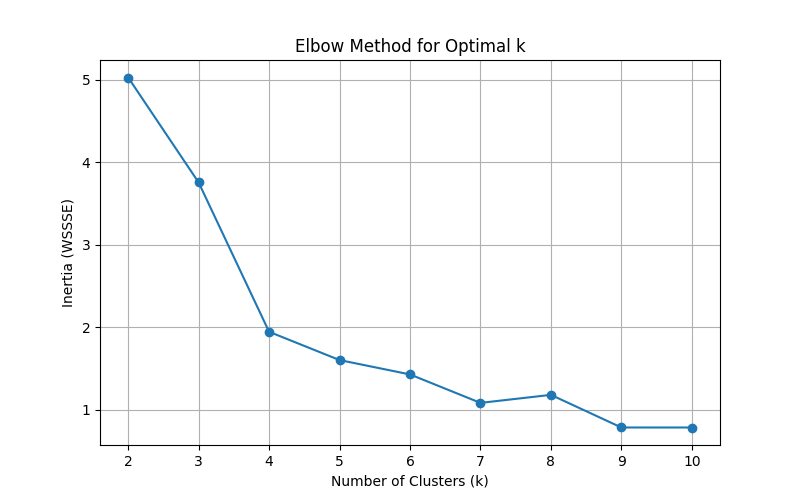 Elbow Method for Optimal k
5
4
3
2
1
Inertia (WSSSE)
2 3 4 5 6 7 8 9 10
Number of Clusters (k)